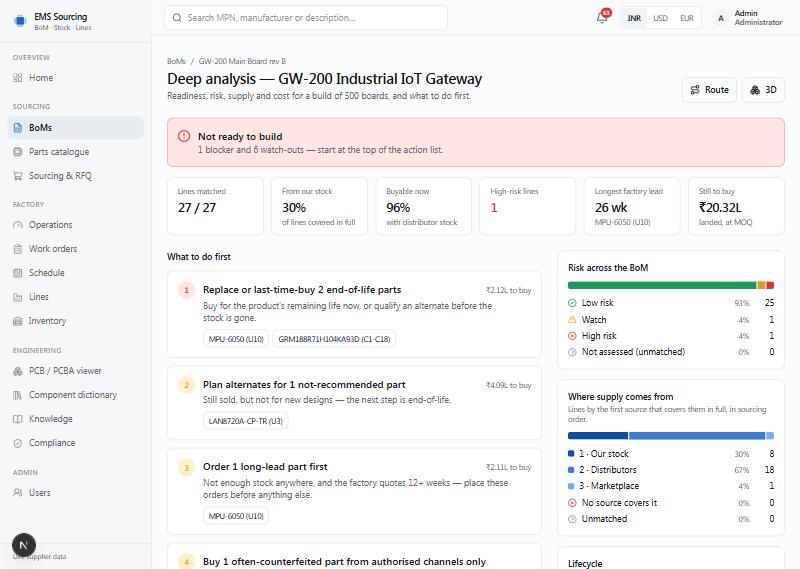 EMS Sourcing
BoM · Stock · Lines
Search MPN, manufacturer or description...
63
INR USD EUR
A
Admin
Administrator
OVERVIEW
Home
SOURCING
BoMs
Parts catalogue
Sourcing & RFQ
FACTORY
Operations
Work orders
Schedule
Lines
Inventory
ENGINEERING
PCB / PCBA viewer
Component dictionary
Knowledge
Compliance
ADMIN
Users
N
Live supplier data
BoMs / GW-200 Main Board rev B
Deep analysis — GW-200 Industrial IoT Gateway
Readiness, risk, supply and cost for a build of 500 boards, and what to do first.
Route
3D
Not ready to build
1 blocker and 6 watch-outs — start at the top of the action list.
Lines matched
27 / 27
From our stock
30%
of lines covered in full
Buyable now
96%
with distributor stock
High-risk lines
1
Longest factory lead
26 wk
MPU-6050 (U10)
Still to buy
₹20.32L
landed, at MOQ
What to do first
1 Replace or last-time-buy 2 end-of-life parts ₹2.12L to buy
Buy for the product's remaining life now, or qualify an alternate before the
stock is gone.
MPU-6050 (U10) GRM188R71H104KA93D (C1-C18)
2 Plan alternates for 1 not-recommended part ₹4.09L to buy
Still sold, but not for new designs — the next step is end-of-life.
LAN8720A-CP-TR (U3)
3 Order 1 long-lead part first ₹2.11L to buy
Not enough stock anywhere, and the factory quotes 12+ weeks — place these
orders before anything else.
MPU-6050 (U10)
4 Buy 1 often-counterfeited part from authorised channels only
Risk across the BoM
Low risk 93% 25
Watch 4% 1
High risk 4% 1
Not assessed (unmatched) 0% 0
Where supply comes from
Lines by the first source that covers them in full, in sourcing
order.
1 · Our stock 30% 8
2 · Distributors 67% 18
3 · Marketplace 4% 1
No source covers it 0% 0
Unmatched 0% 0
Lifecycle